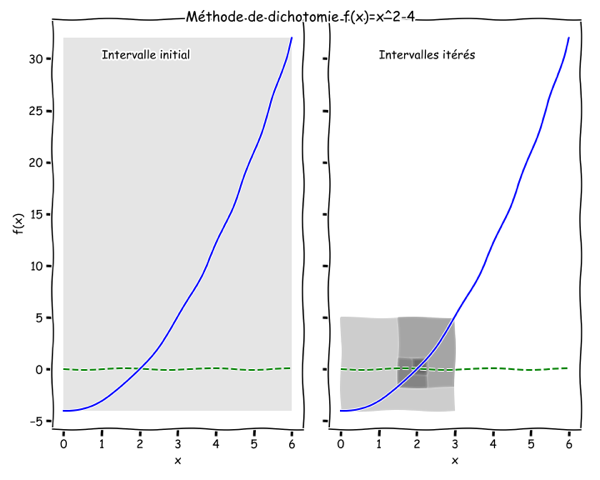 Méthode de dichotomie f(x)=x^2-4
Intervalle initial
Intervalles itérés
30
25
20
15
10
5
0
-5
f(x)
0 1 2 3 4 5 6
0 1 2 3 4 5 6
x
x